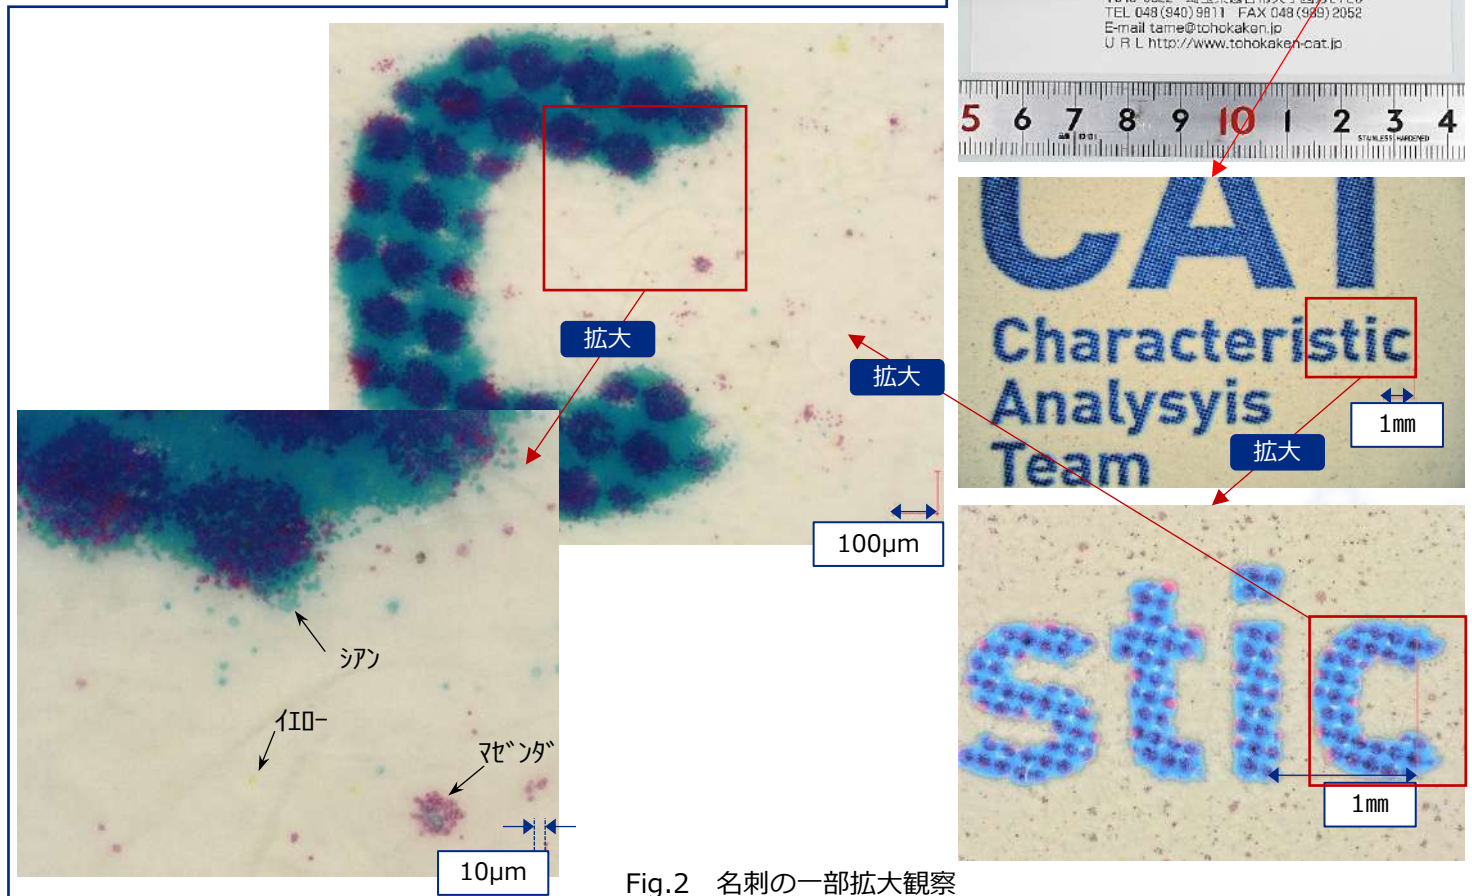 TEL 048(940)9811 FAX 048(989)2052
E-mail tame@tohokaken.jp
U R L http://www.tohokaken-cat.jp
5 6 7 8 9 10 1 2 3 4
STAINLESS HARDENED
CAT
Characteristic
Analysyis
Team
1mm
拡大
拡大
拡大
100μm
stic
1mm
シアン
イエロー
マゼンダ
10μm
Fig.2 名刺の一部拡大観察